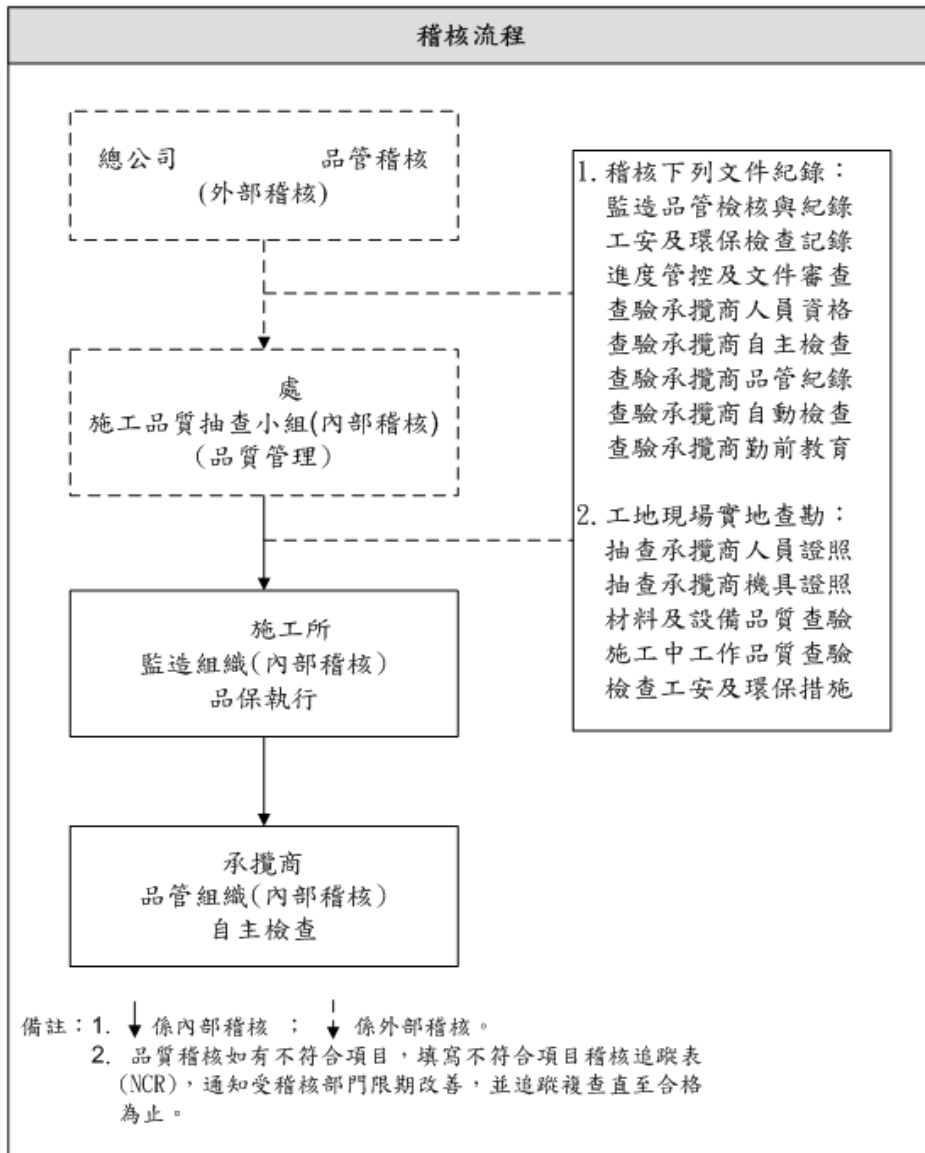 稽核流程
總公司 品管稽核
(外部稽核)
處
施工品質抽查小組(內部稽核)
(品質管理)
施工所
監造組織(內部稽核)
品保執行
承攬商
品管組織(內部稽核)
自主檢查
1. 稽核下列文件紀錄：
監造品管檢核與紀錄
工安及環保檢查記錄
進度管控及文件審查
查驗承攬商人員資格
查驗承攬商自主檢查
查驗承攬商品管紀錄
查驗承攬商自動檢查
查驗承攬商勤前教育
2. 工地現場實地查勘：
抽查承攬商人員證照
抽查承攬商機具證照
材料及設備品質查驗
施工中工作品質查驗
檢查工安及環保措施
備註：1. 係內部稽核 ； 係外部稽核。
2. 品質稽核如有不符合項目，填寫不符合項目稽核追蹤表
(NCR)，通知受稽核部門限期改善，並追蹤複查直至合格
為止。